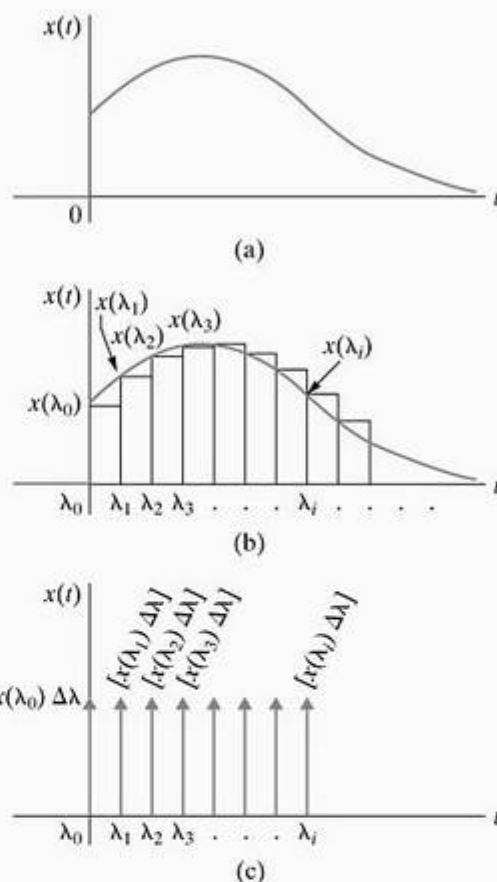 x(t)
0
t
(a)
x(t)
x(λ₁)
x(λ₂) x(λ₃)
x(λᵢ)
x(λ₀)
λ₀ λ₁ λ₂ λ₃ . . . λᵢ . . . .
t
(b)
x(t)
[x(λ₁) Δλ]
[x(λ₂) Δλ]
[x(λ₃) Δλ]
[x(λᵢ) Δλ]
x(λ₀) Δλ
λ₀ λ₁ λ₂ λ₃ . . . λᵢ
t
(c)